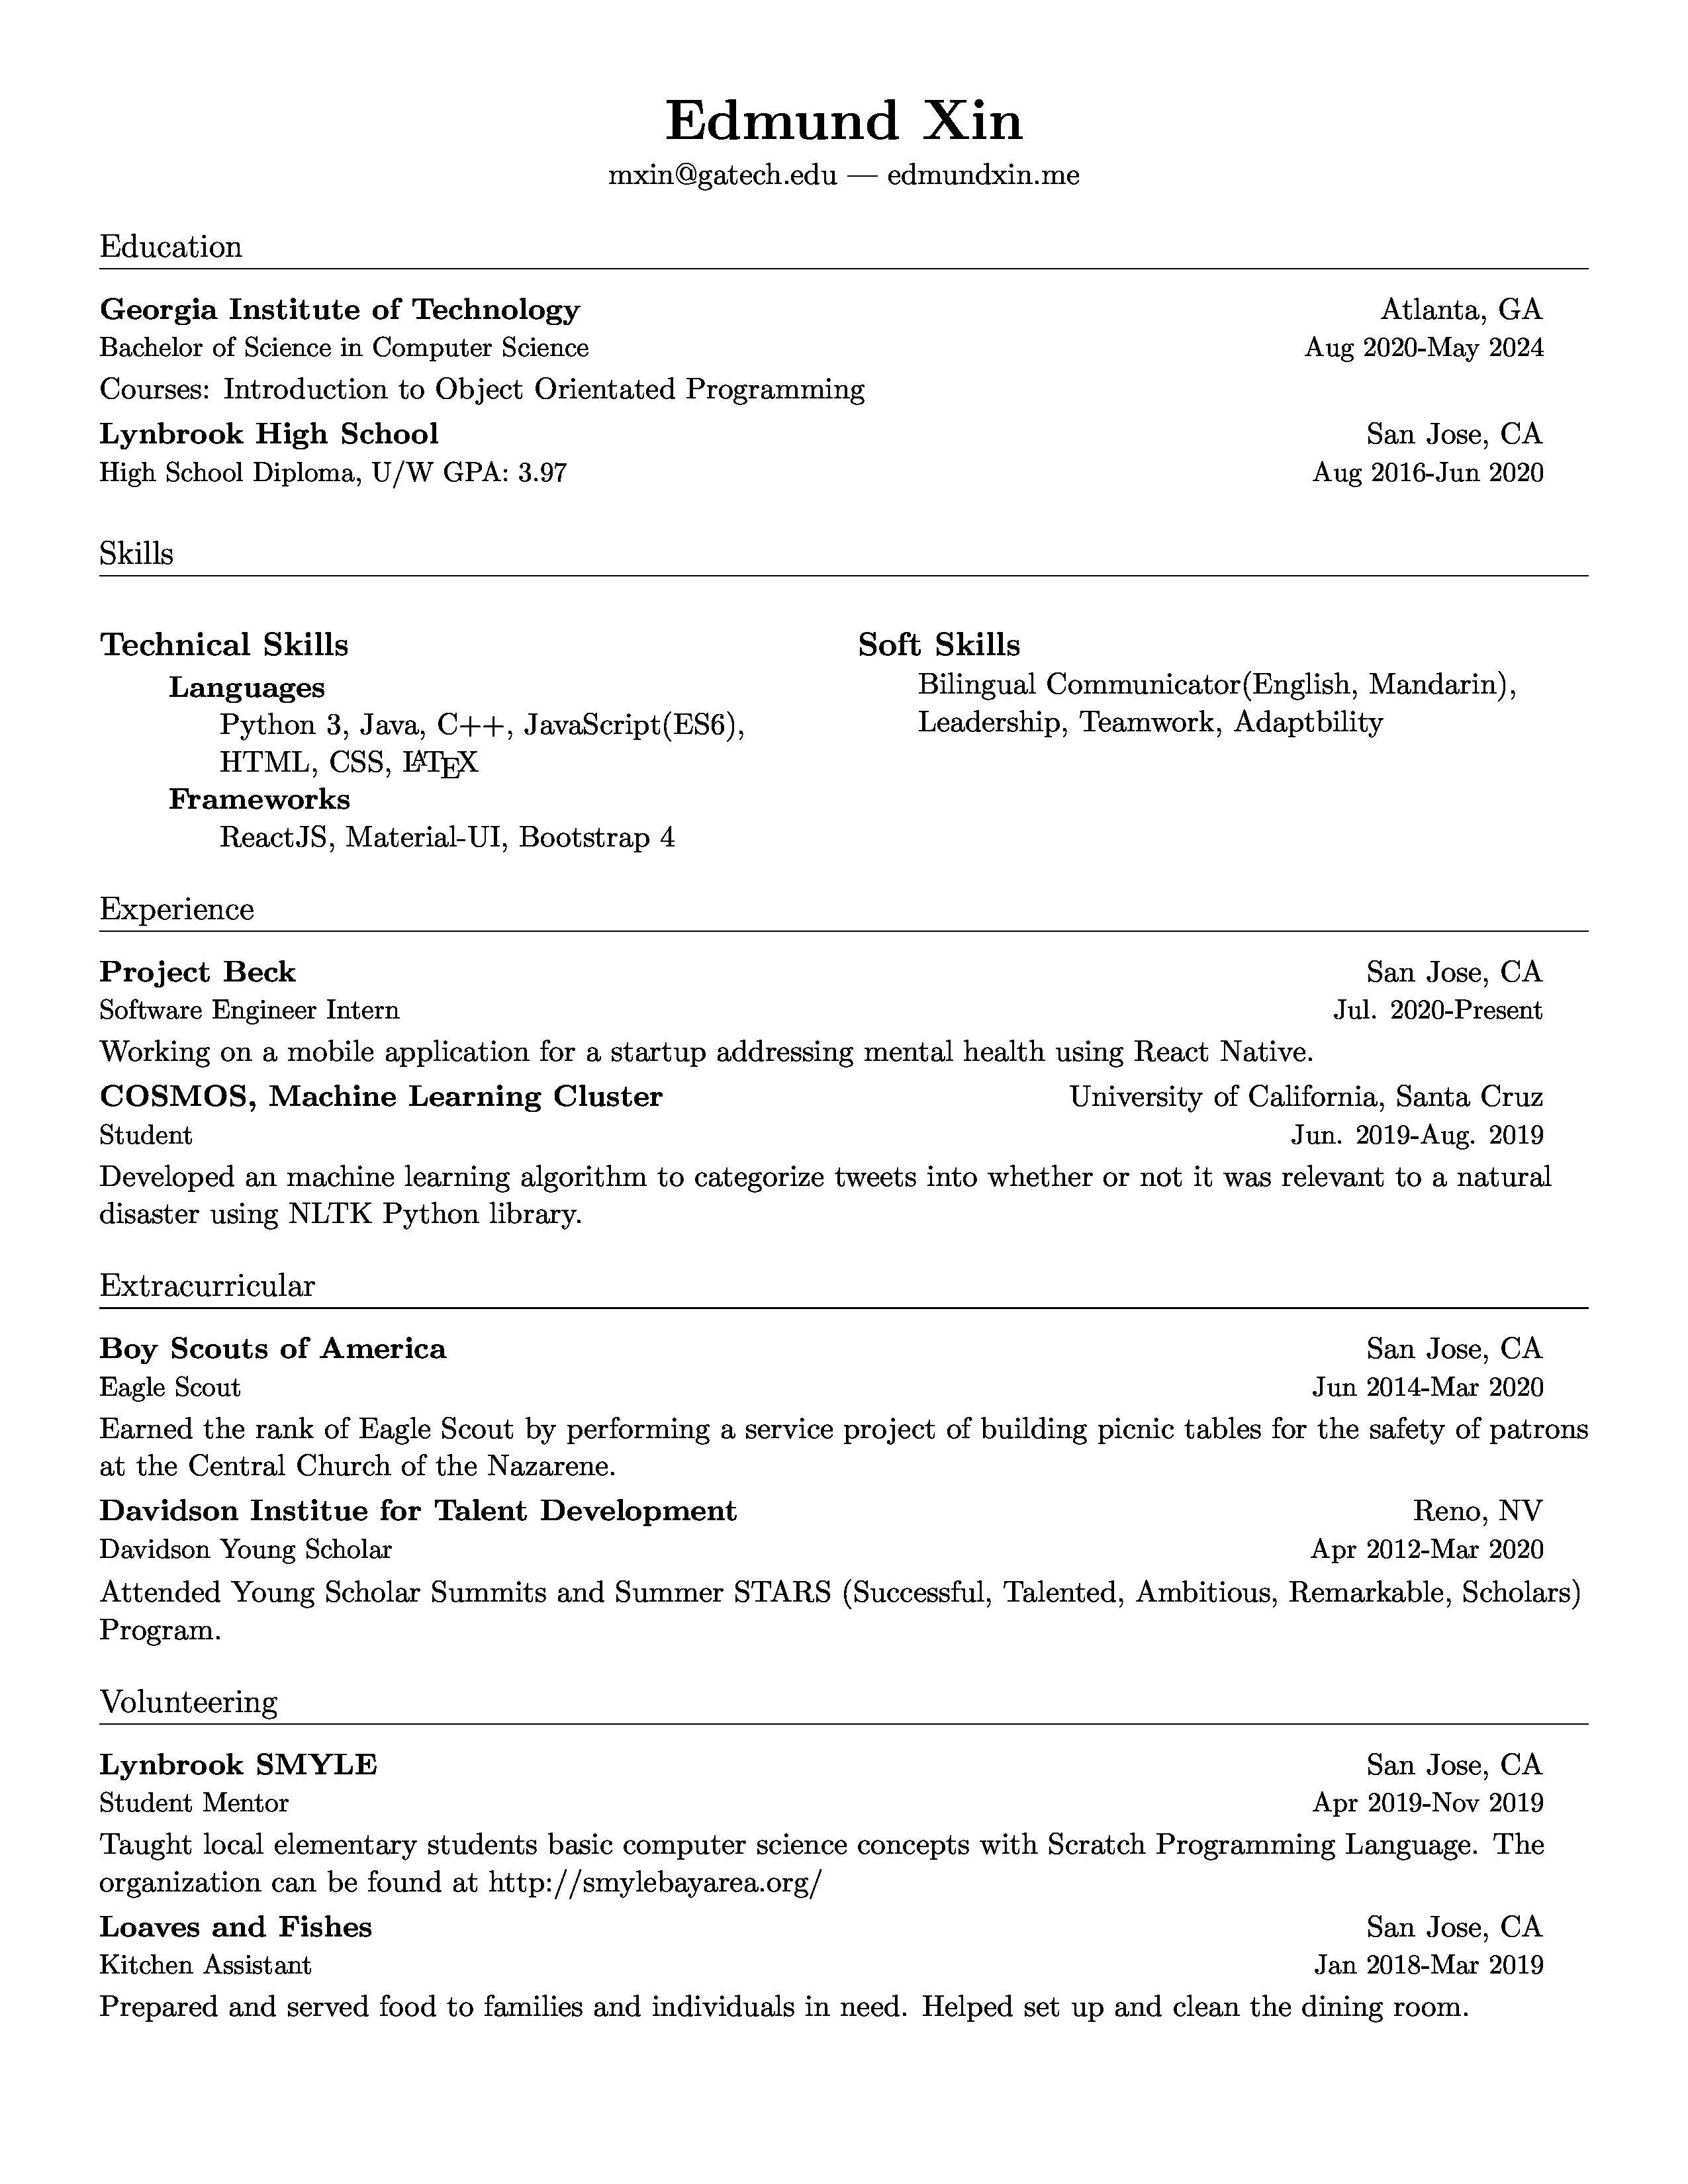 Edmund Xin
mxin@gatech.edu — edmundxin.me
Education
Georgia Institute of Technology Atlanta, GA
Bachelor of Science in Computer Science Aug 2020-May 2024
Courses: Introduction to Object Orientated Programming
Lynbrook High School San Jose, CA
High School Diploma, U/W GPA: 3.97 Aug 2016-Jun 2020
Skills
Technical Skills
Languages
Python 3, Java, C++, JavaScript(ES6),
HTML, CSS, LATEX
Frameworks
ReactJS, Material-UI, Bootstrap 4
Soft Skills
Bilingual Communicator(English, Mandarin),
Leadership, Teamwork, Adaptbility
Experience
Project Beck San Jose, CA
Software Engineer Intern Jul. 2020-Present
Working on a mobile application for a startup addressing mental health using React Native.
COSMOS, Machine Learning Cluster University of California, Santa Cruz
Student Jun. 2019-Aug. 2019
Developed an machine learning algorithm to categorize tweets into whether or not it was relevant to a natural
disaster using NLTK Python library.
Extracurricular
Boy Scouts of America San Jose, CA
Eagle Scout Jun 2014-Mar 2020
Earned the rank of Eagle Scout by performing a service project of building picnic tables for the safety of patrons
at the Central Church of the Nazarene.
Davidson Institue for Talent Development Reno, NV
Davidson Young Scholar Apr 2012-Mar 2020
Attended Young Scholar Summits and Summer STARS (Successful, Talented, Ambitious, Remarkable, Scholars)
Program.
Volunteering
Lynbrook SMYLE San Jose, CA
Student Mentor Apr 2019-Nov 2019
Taught local elementary students basic computer science concepts with Scratch Programming Language. The
organization can be found at http://smylebayarea.org/
Loaves and Fishes San Jose, CA
Kitchen Assistant Jan 2018-Mar 2019
Prepared and served food to families and individuals in need. Helped set up and clean the dining room.